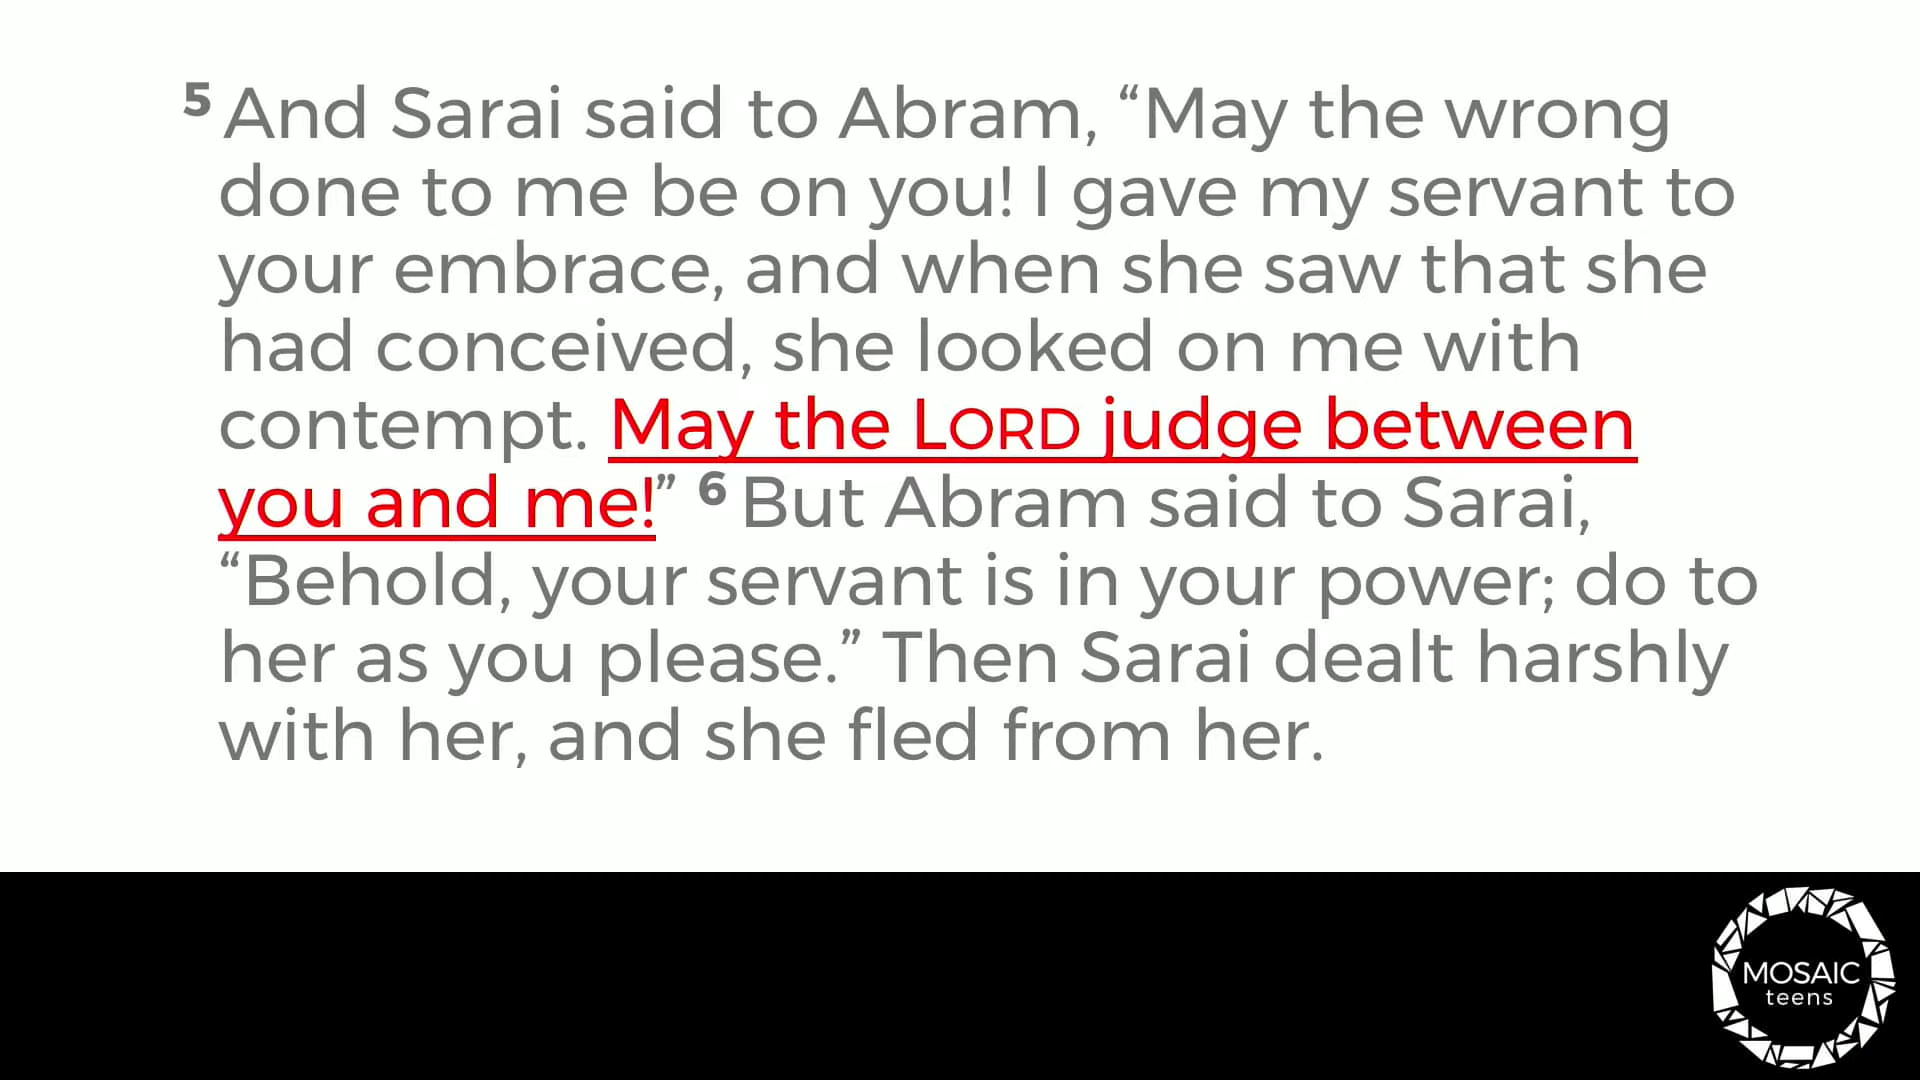 5 And Sarai said to Abram, “May the wrong
done to me be on you! I gave my servant to
your embrace, and when she saw that she
had conceived, she looked on me with
contempt. May the LORD judge between
you and me!” 6 But Abram said to Sarai,
“Behold, your servant is in your power; do to
her as you please.” Then Sarai dealt harshly
with her, and she fled from her.
MOSAIC
teens